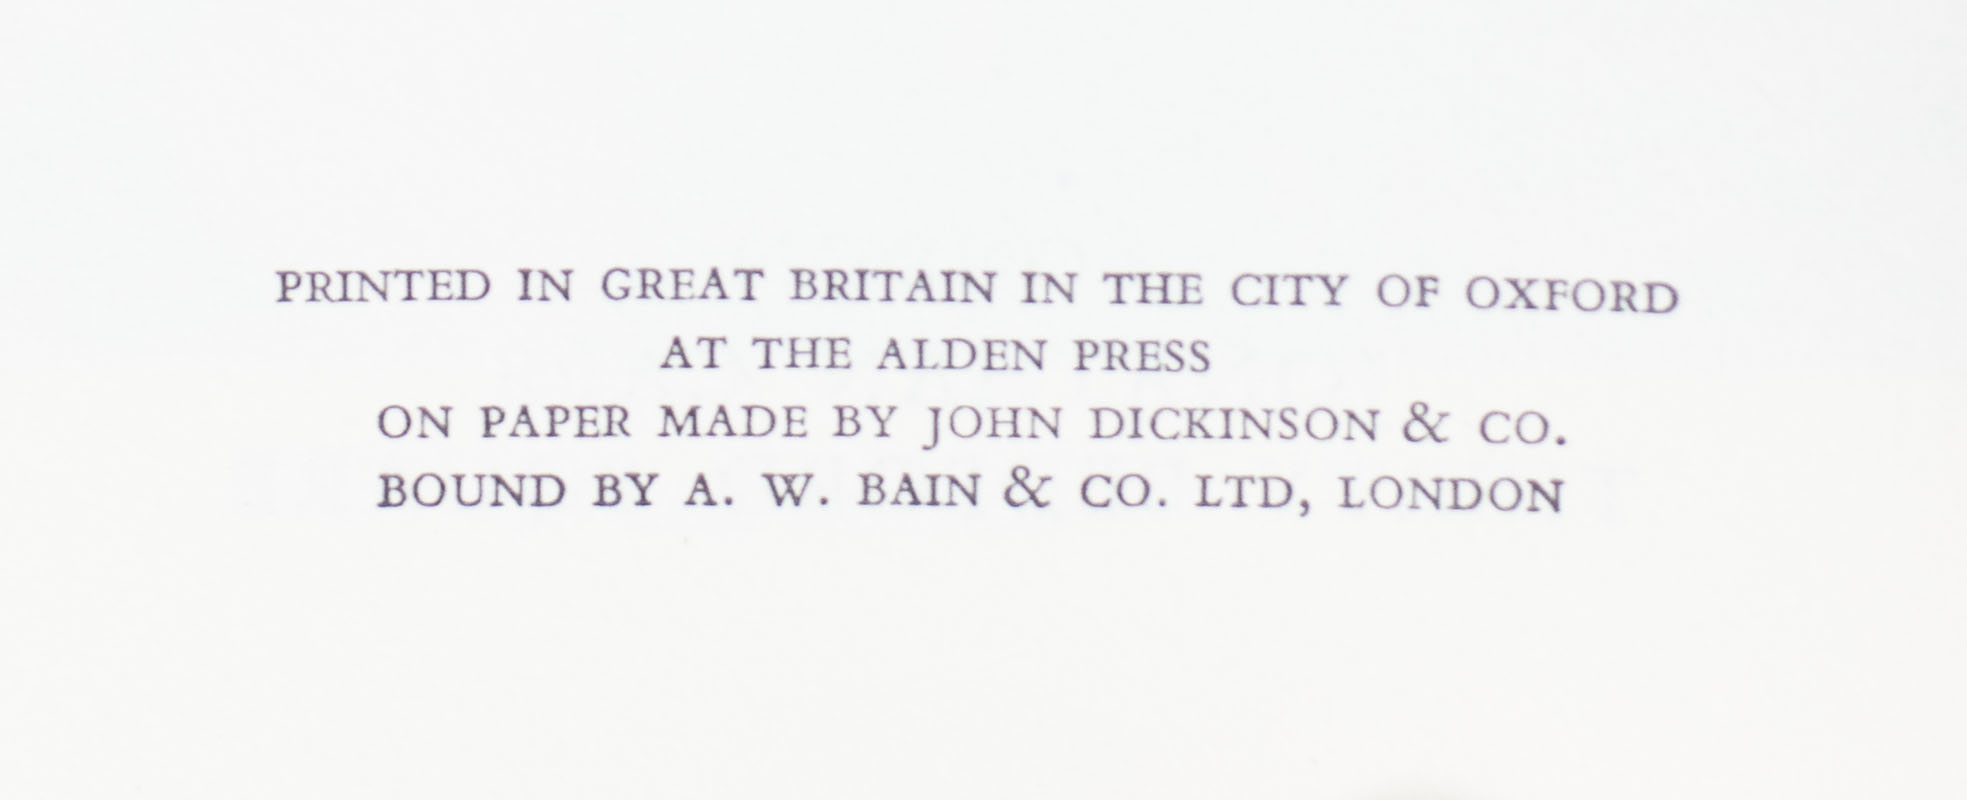 PRINTED IN GREAT BRITAIN IN THE CITY OF OXFORD
AT THE ALDEN PRESS
ON PAPER MADE BY JOHN DICKINSON & CO.
BOUND BY A. W. BAIN & CO. LTD, LONDON